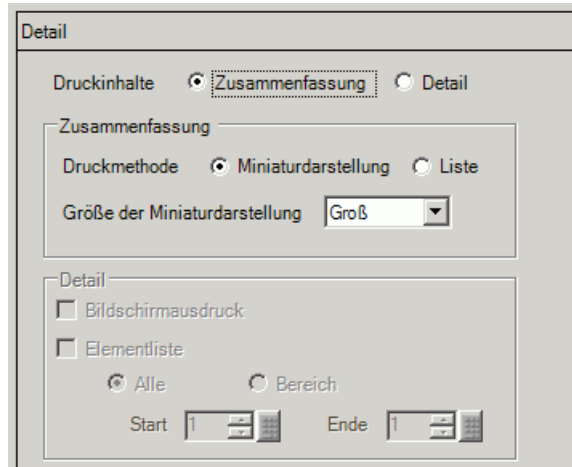 Detail
Druckinhalte Zusammenfassung Detail
Zusammenfassung
Druckmethode Miniaturdarstellung Liste
Größe der Miniaturdarstellung Groß
Detail
Bildschirmausdruck
Elementliste
Alle Bereich
Start 1 Ende 1